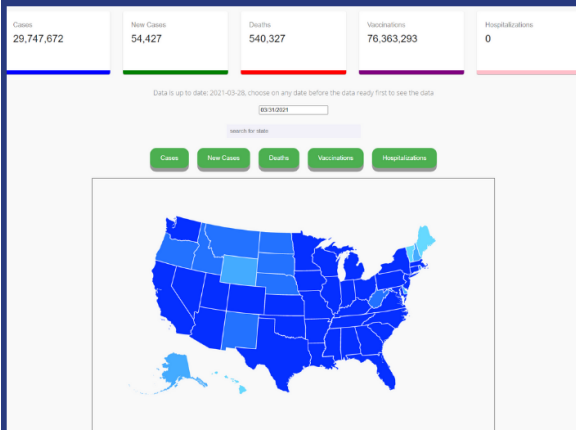 Cases
29,747,672
New Cases
54,427
Deaths
540,327
Vaccinations
76,363,293
Hospitalizations
0
Data is up to date: 2021-03-28, choose on any date before the data ready first to see the data
03/31/2021
search for state
Cases
New Cases
Deaths
Vaccinations
Hospitalizations